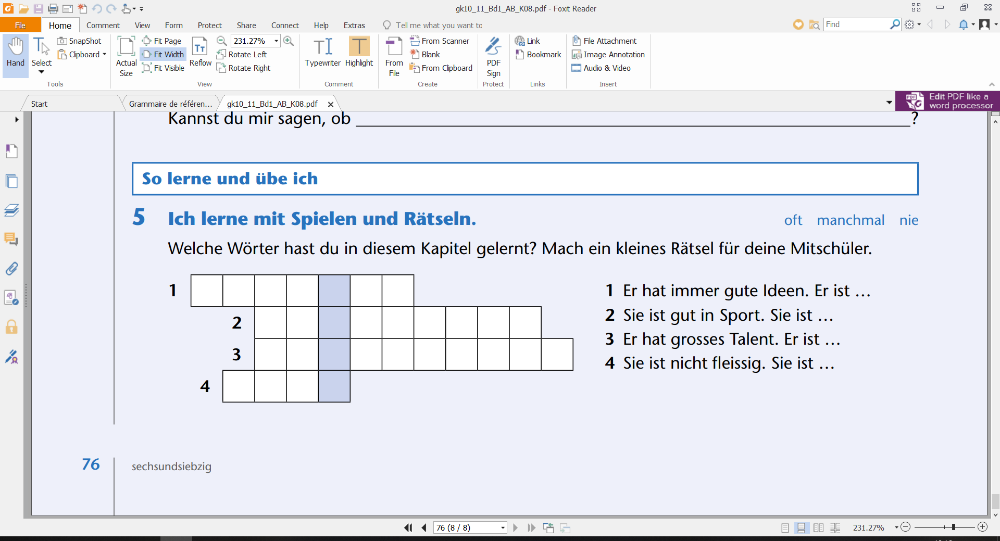 gk10_11_Bd1_AB_K08.pdf - Foxit Reader
File Home Comment View Form Protect Share Connect Help Extras Tell me what you want to
Find
Hand
Select
SnapShot
Clipboard
Tools
Actual Size
Fit Page
Fit Width
Fit Visible
Reflow
231.27%
Rotate Left
Rotate Right
View
Typewriter
Highlight
Comment
From File
From Scanner
Blank
From Clipboard
Create
PDF Sign
Protect
Link
Bookmark
Links
File Attachment
Image Annotation
Audio & Video
Insert
Start
Grammaire de référen...
gk10_11_Bd1_AB_K08.pdf
Edit PDF like a
word processor
Kannst du mir sagen, ob ?
So lerne und übe ich
5 Ich lerne mit Spielen und Rätseln. oft manchmal nie
Welche Wörter hast du in diesem Kapitel gelernt? Mach ein kleines Rätsel für deine Mitschüler.
1
2
3
4
1 Er hat immer gute Ideen. Er ist …
2 Sie ist gut in Sport. Sie ist …
3 Er hat grosses Talent. Er ist …
4 Sie ist nicht fleissig. Sie ist …
76 sechsundsiebzig
76 (8 / 8)
231.27%